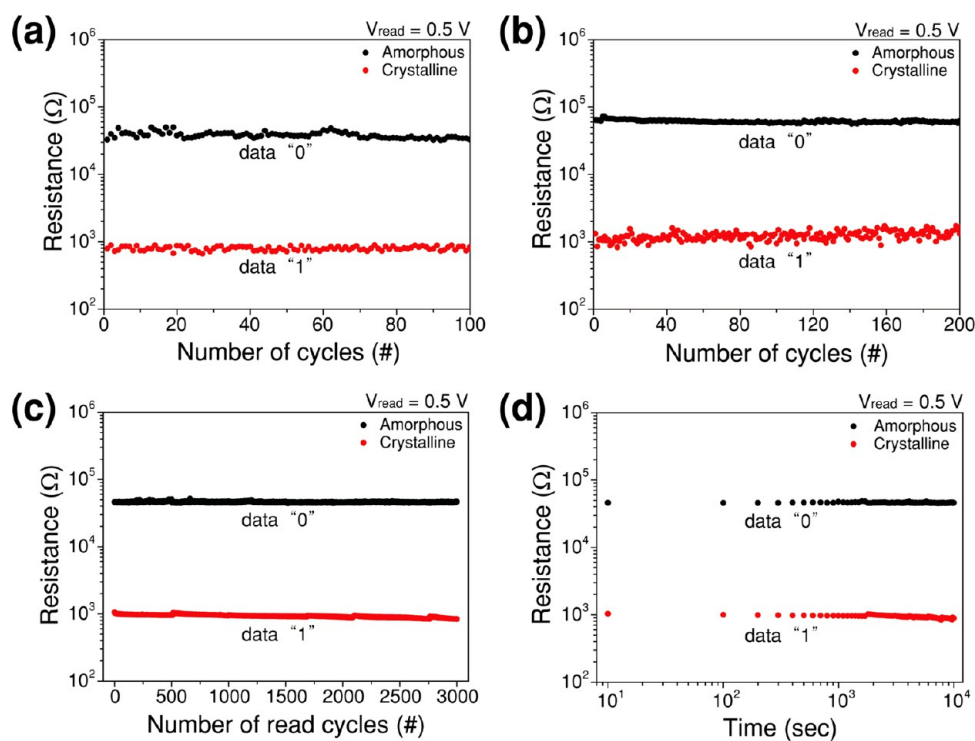 (a)
V_read = 0.5 V
Amorphous
Crystalline
10^6
10^5
10^4
10^3
10^2
Resistance (Ω)
data “0”
data “1”
0 20 40 60 80 100
Number of cycles (#)
(b)
V_read = 0.5 V
Amorphous
Crystalline
10^6
10^5
10^4
10^3
10^2
Resistance (Ω)
data “0”
data “1”
0 40 80 120 160 200
Number of cycles (#)
(c)
V_read = 0.5 V
Amorphous
Crystalline
10^6
10^5
10^4
10^3
10^2
Resistance (Ω)
data “0”
data “1”
0 500 1000 1500 2000 2500 3000
Number of read cycles (#)
(d)
V_read = 0.5 V
Amorphous
Crystalline
10^6
10^5
10^4
10^3
10^2
Resistance (Ω)
data “0”
data “1”
10^1 10^2 10^3 10^4
Time (sec)